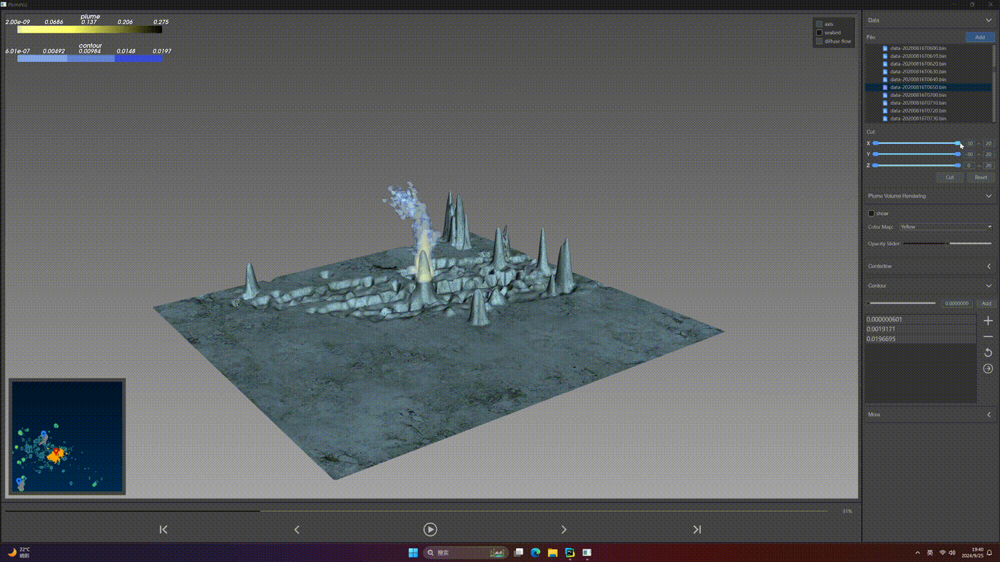 PlumeViz
plume
2.00e-09 0.0686 0.137 0.206 0.275
contour
6.01e-07 0.00492 0.00984 0.0148 0.0197
axis
seabed
diffuse flow
Data
File: Add
data-20200816T0600.bin
data-20200816T0610.bin
data-20200816T0620.bin
data-20200816T0630.bin
data-20200816T0640.bin
data-20200816T0650.bin
data-20200816T0700.bin
data-20200816T0710.bin
data-20200816T0720.bin
data-20200816T0730.bin
Cut:
X -30 ~ 20
Y -30 ~ 20
Z 0 ~ 20
Cut Reset
Plume Volume Rendering
show
Color Map: Yellow
Opacity Slider:
Centerline
Contour
0.0000000 Add
0.000000601
0.0019171
0.0196695
More
31%
22°C
晴朗
搜索
英
19:40
2024/9/25